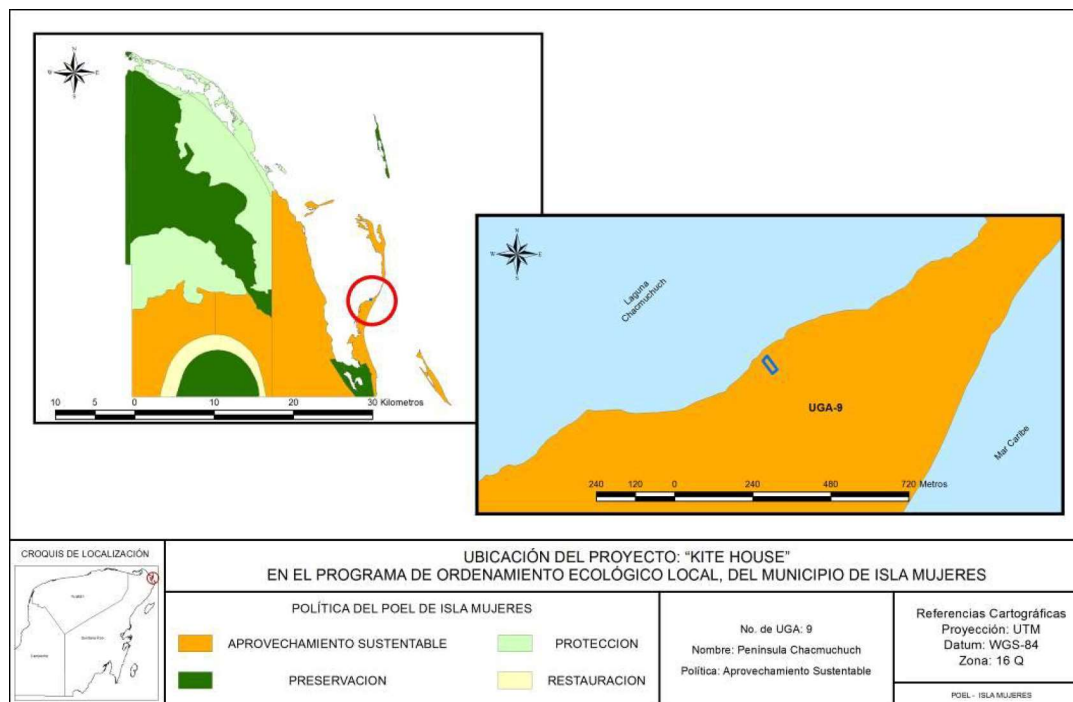 N
W
E
S
10
5
0
10
20
30 Kilometros
N
W
E
S
Laguna
Chacmuchuch
UGA-9
Mar Caribe
240
120
0
240
480
720 Metros
CROQUIS DE LOCALIZACIÓN
UBICACIÓN DEL PROYECTO: “KITE HOUSE”
EN EL PROGRAMA DE ORDENAMIENTO ECOLÓGICO LOCAL, DEL MUNICIPIO DE ISLA MUJERES
POLÍTICA DEL POEL DE ISLA MUJERES
APROVECHAMIENTO SUSTENTABLE
PROTECCION
PRESERVACION
RESTAURACION
No. de UGA: 9
Nombre: Península Chacmuchuch
Política: Aprovechamiento Sustentable
Referencias Cartográficas
Proyección: UTM
Datum: WGS-84
Zona: 16 Q
POEL - ISLA MUJERES